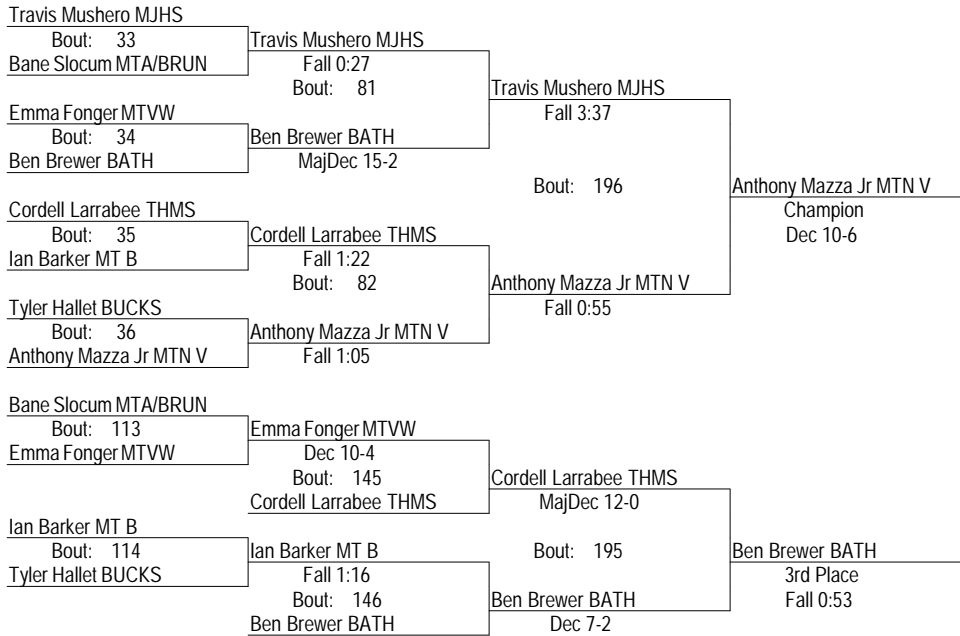 Travis Mushero MJHS
Bout: 33
Travis Mushero MJHS
Bane Slocum MTA/BRUN
Fall 0:27
Bout: 81
Travis Mushero MJHS
Emma Fonger MTVW
Fall 3:37
Bout: 34
Ben Brewer BATH
Ben Brewer BATH
MajDec 15-2
Bout: 196
Anthony Mazza Jr MTN V
Cordell Larrabee THMS
Champion
Bout: 35
Cordell Larrabee THMS
Dec 10-6
Ian Barker MT B
Fall 1:22
Bout: 82
Anthony Mazza Jr MTN V
Tyler Hallet BUCKS
Fall 0:55
Bout: 36
Anthony Mazza Jr MTN V
Anthony Mazza Jr MTN V
Fall 1:05
Bane Slocum MTA/BRUN
Bout: 113
Emma Fonger MTVW
Emma Fonger MTVW
Dec 10-4
Bout: 145
Cordell Larrabee THMS
Cordell Larrabee THMS
MajDec 12-0
Ian Barker MT B
Bout: 114
Ian Barker MT B
Bout: 195
Ben Brewer BATH
Tyler Hallet BUCKS
Fall 1:16
3rd Place
Bout: 146
Ben Brewer BATH
Fall 0:53
Ben Brewer BATH
Dec 7-2